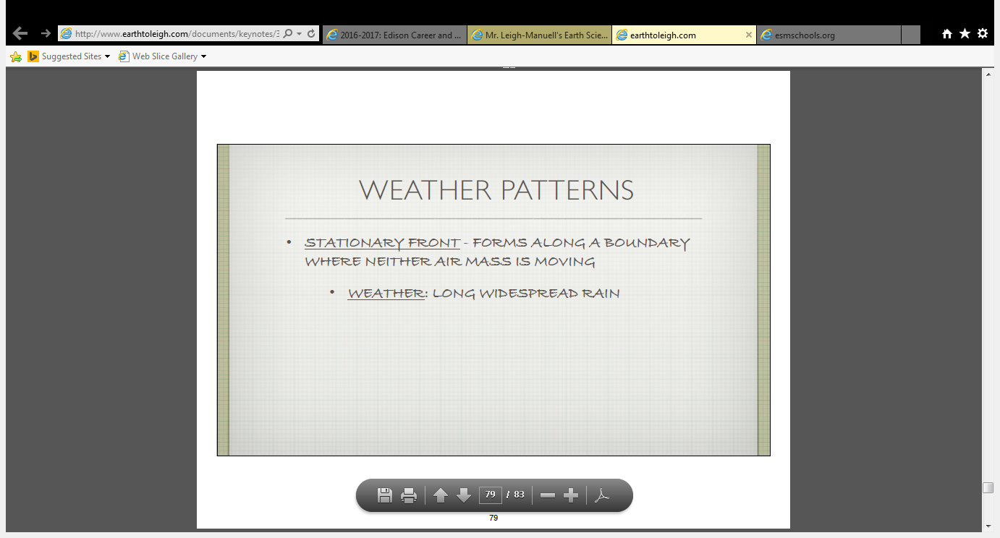 http://www.earthtoleigh.com/documents/keynotes/3
2016-2017: Edison Career and ...
Mr. Leigh-Manuell's Earth Scie...
earthtoleigh.com
esmschools.org
Suggested Sites
Web Slice Gallery
WEATHER PATTERNS
• STATIONARY FRONT - FORMS ALONG A BOUNDARY
WHERE NEITHER AIR MASS IS MOVING
• WEATHER: LONG WIDESPREAD RAIN
79 / 83
79